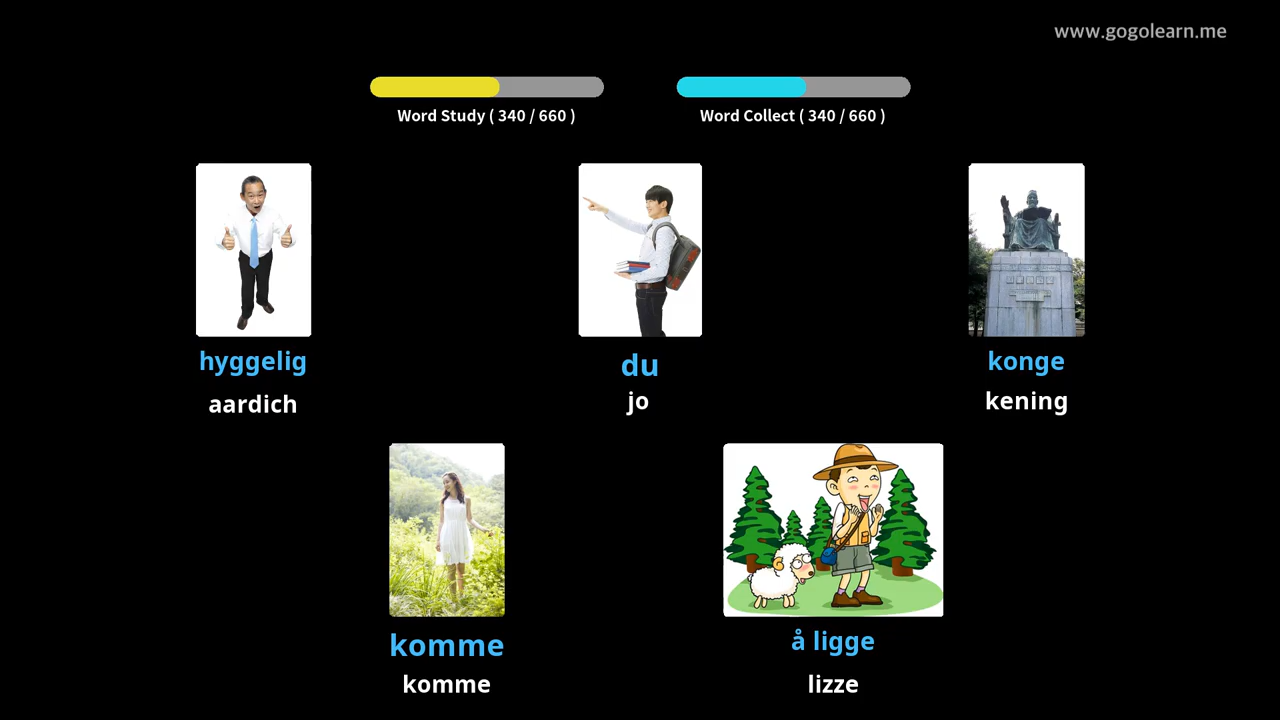 www.gogolearn.me
Word Study ( 340 / 660 )
Word Collect ( 340 / 660 )
hyggelig
aardich
du
jo
konge
kening
komme
komme
å ligge
lizze